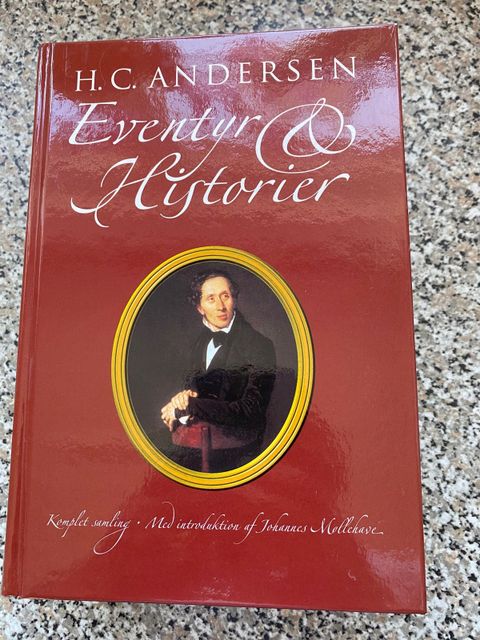 H. C. ANDERSEN
Eventyr &
Historier
Komplet samling · Med introduktion af Johannes Møllehave